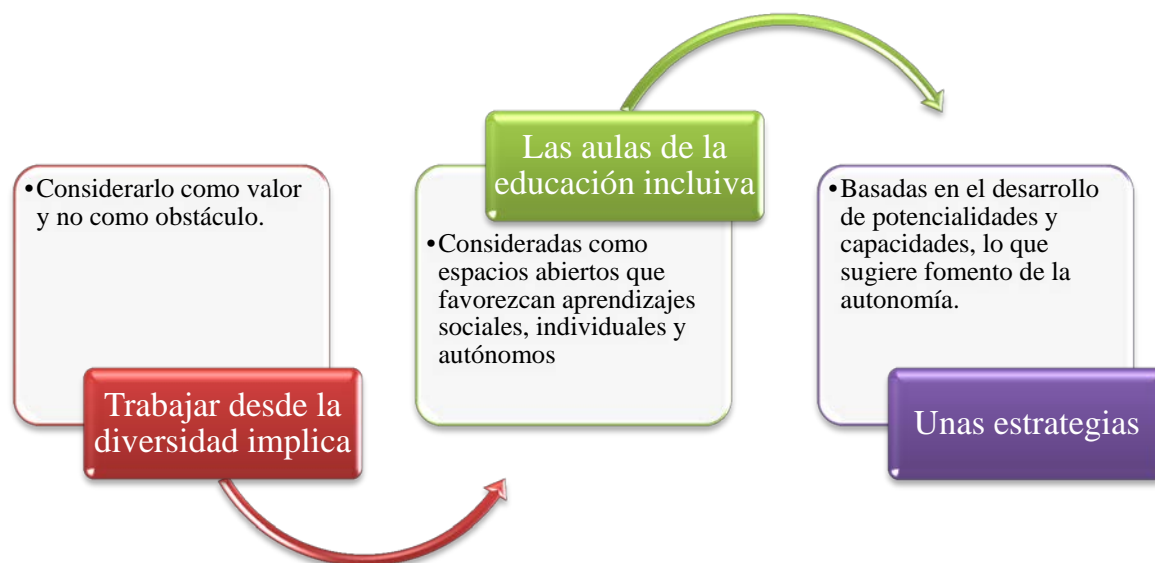 •Considerarlo como valor
y no como obstáculo.
Trabajar desde la
diversidad implica
Las aulas de la
educación incluiva
•Consideradas como
espacios abiertos que
favorezcan aprendizajes
sociales, individuales y
autónomos
•Basadas en el desarrollo
de potencialidades y
capacidades, lo que
sugiere fomento de la
autonomía.
Unas estrategias